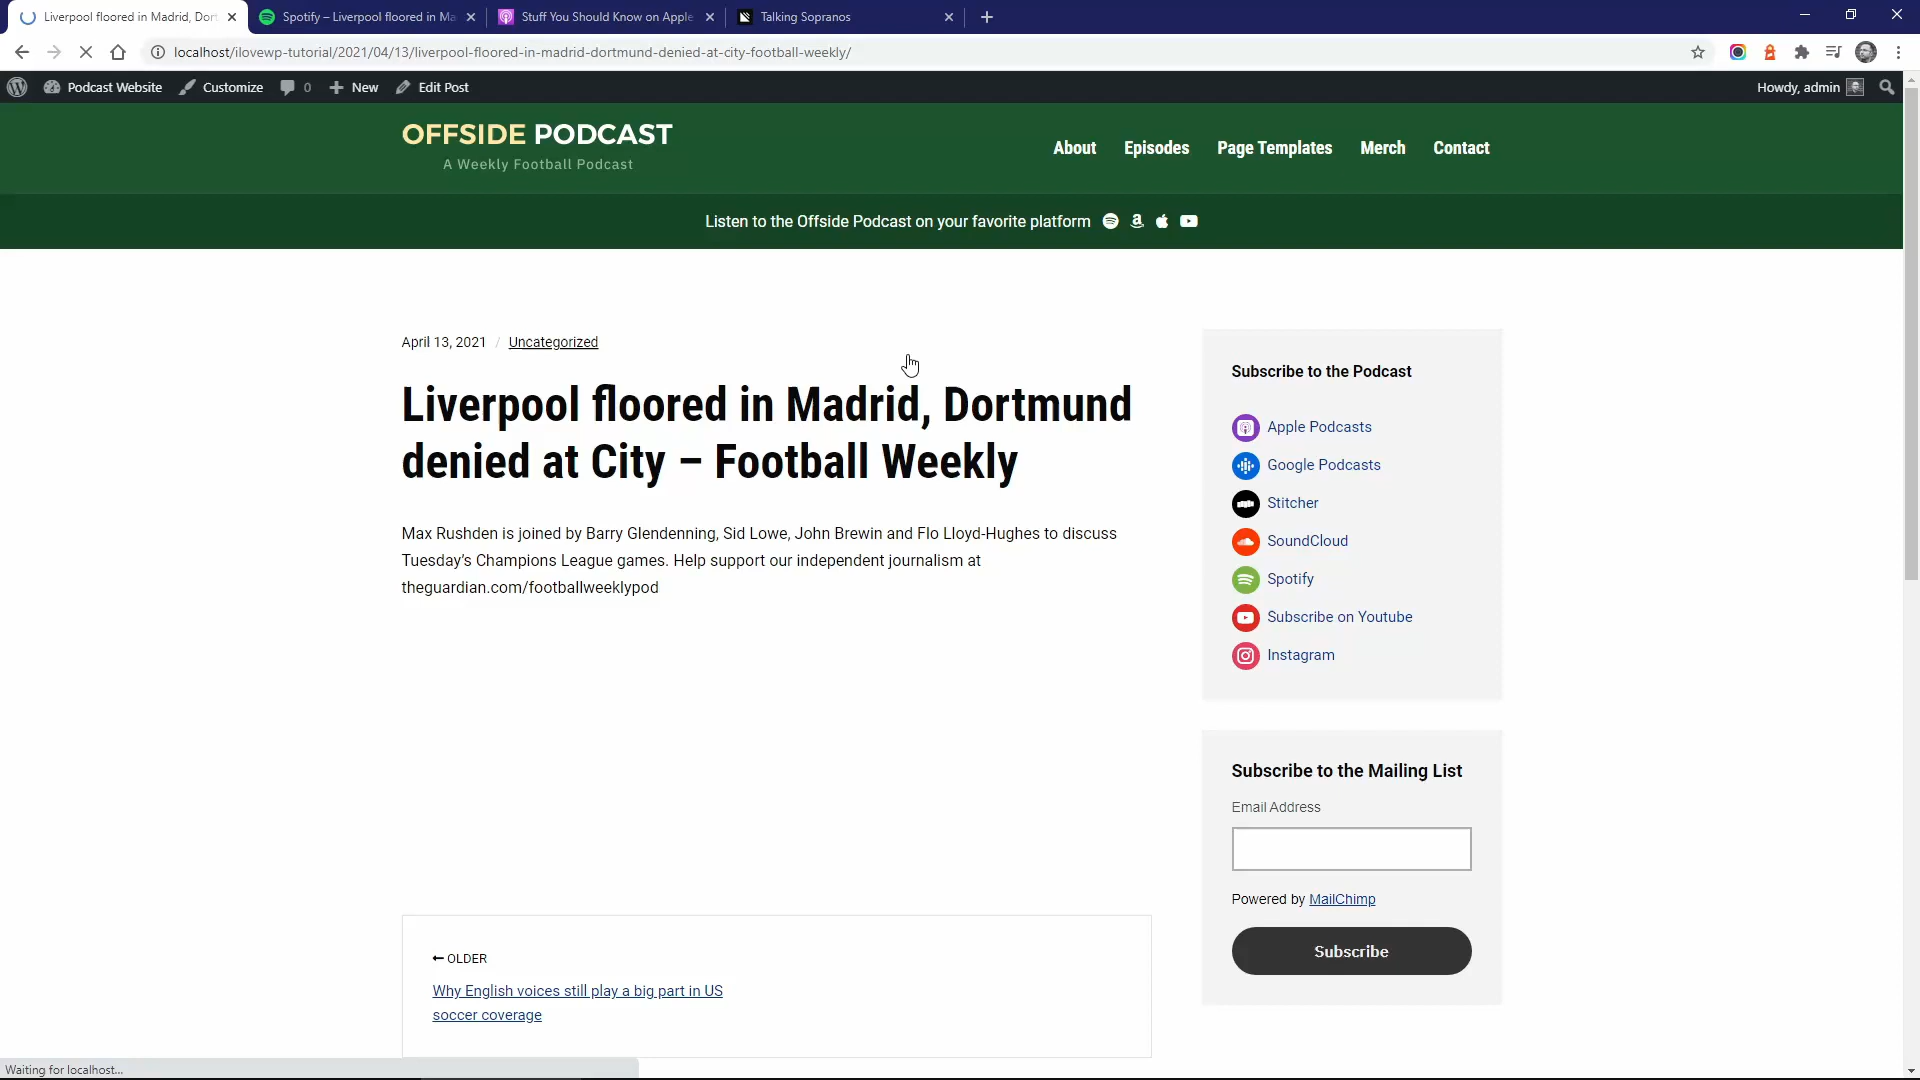 Liverpool floored in Madrid, Dor
Spotify – Liverpool floored in Ma
Stuff You Should Know on Apple
Talking Sopranos
localhost/ilovewp-tutorial/2021/04/13/liverpool-floored-in-madrid-dortmund-denied-at-city-football-weekly/
Podcast Website
Customize
0
New
Edit Post
Howdy, admin
OFFSIDE PODCAST
A Weekly Football Podcast
About
Episodes
Page Templates
Merch
Contact
Listen to the Offside Podcast on your favorite platform
April 13, 2021 / Uncategorized
Liverpool floored in Madrid, Dortmund
denied at City – Football Weekly
Max Rushden is joined by Barry Glendenning, Sid Lowe, John Brewin and Flo Lloyd-Hughes to discuss
Tuesday’s Champions League games. Help support our independent journalism at
theguardian.com/footballweeklypod
← OLDER
Why English voices still play a big part in US
soccer coverage
Subscribe to the Podcast
Apple Podcasts
Google Podcasts
Stitcher
SoundCloud
Spotify
Subscribe on Youtube
Instagram
Subscribe to the Mailing List
Email Address
Powered by MailChimp
Subscribe
Waiting for localhost...